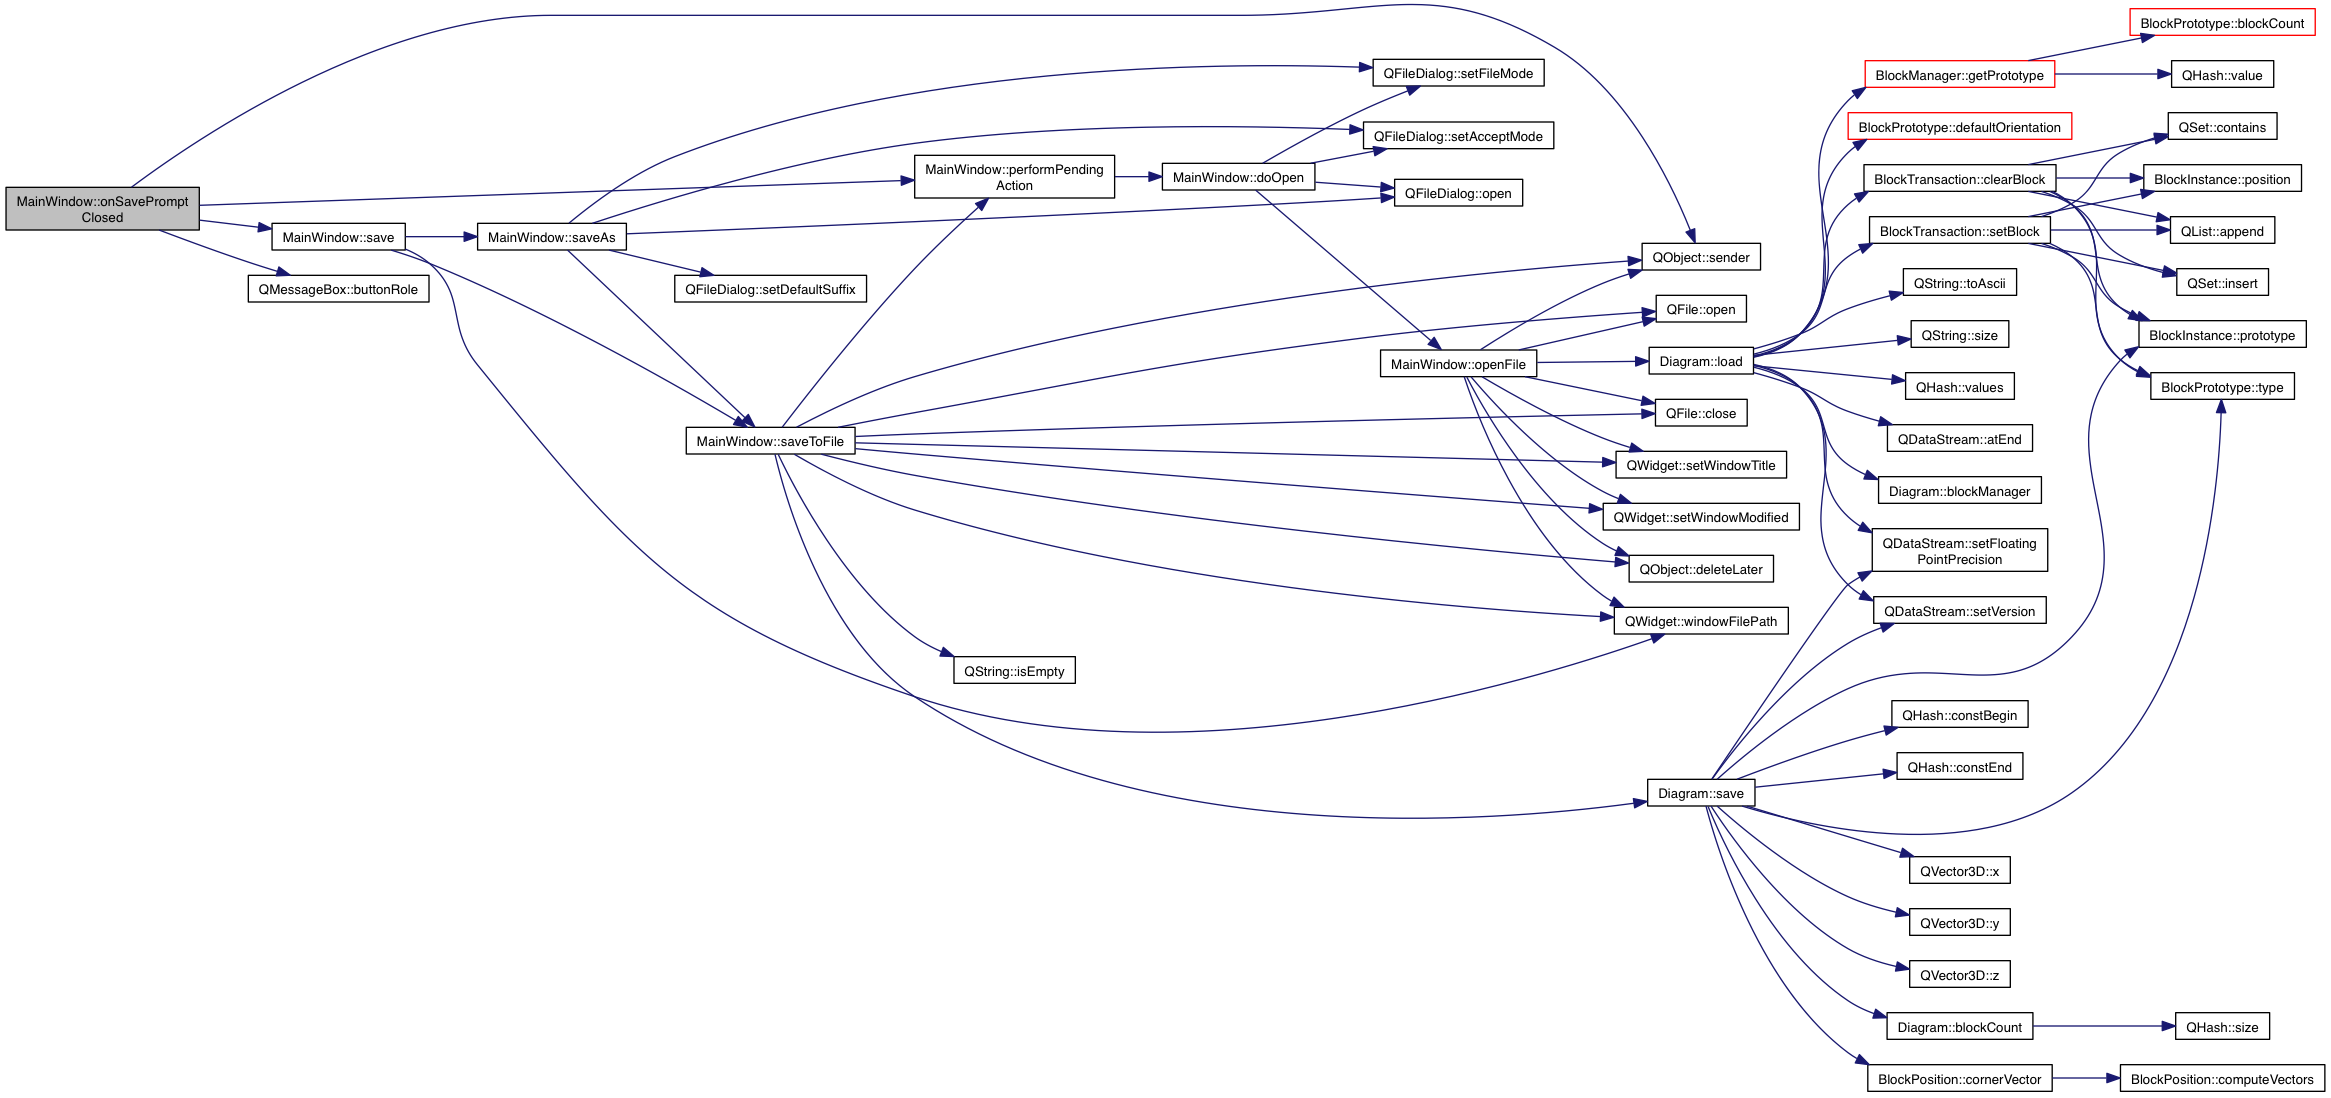 MainWindow::onSavePrompt
Closed
MainWindow::save
QMessageBox::buttonRole
MainWindow::saveAs
QFileDialog::setFileMode
QFileDialog::setAcceptMode
QFileDialog::open
QFileDialog::setDefaultSuffix
MainWindow::performPending
Action
MainWindow::doOpen
MainWindow::saveToFile
QString::isEmpty
MainWindow::openFile
QObject::sender
QFile::open
Diagram::load
QFile::close
QWidget::setWindowTitle
QWidget::setWindowModified
QObject::deleteLater
QWidget::windowFilePath
Diagram::save
BlockManager::getPrototype
BlockPrototype::defaultOrientation
BlockTransaction::clearBlock
BlockTransaction::setBlock
QString::toAscii
QString::size
QHash::values
QDataStream::atEnd
Diagram::blockManager
QDataStream::setFloating
PointPrecision
QDataStream::setVersion
QHash::constBegin
QHash::constEnd
QVector3D::x
QVector3D::y
QVector3D::z
Diagram::blockCount
BlockPosition::cornerVector
BlockPrototype::blockCount
QHash::value
QSet::contains
BlockInstance::position
QList::append
QSet::insert
BlockInstance::prototype
BlockPrototype::type
QHash::size
BlockPosition::computeVectors